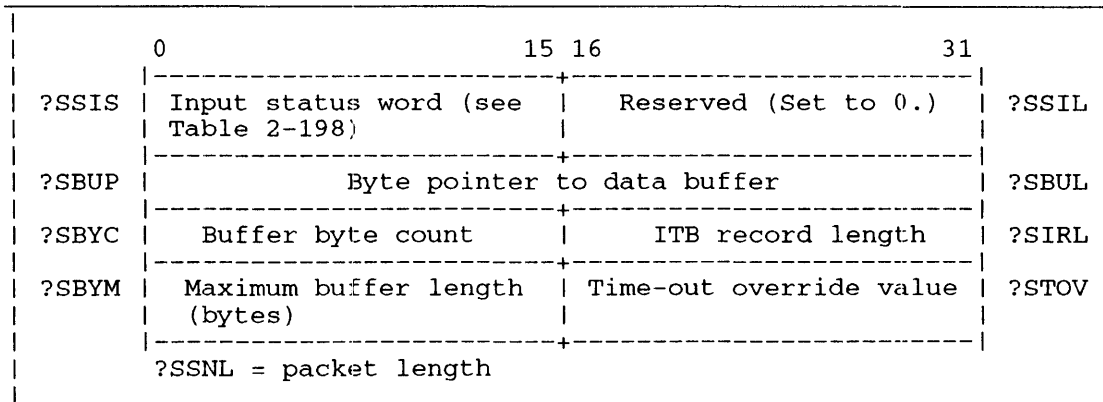 0 15 16 31
?SSIS Input status word (see Reserved (Set to 0.) ?SSIL
Table 2-198)
?SBUP Byte pointer to data buffer ?SBUL
?SBYC Buffer byte count ITB record length ?SIRL
?SBYM Maximum buffer length Time-out override value ?STOV
(bytes)
?SSNL = packet length